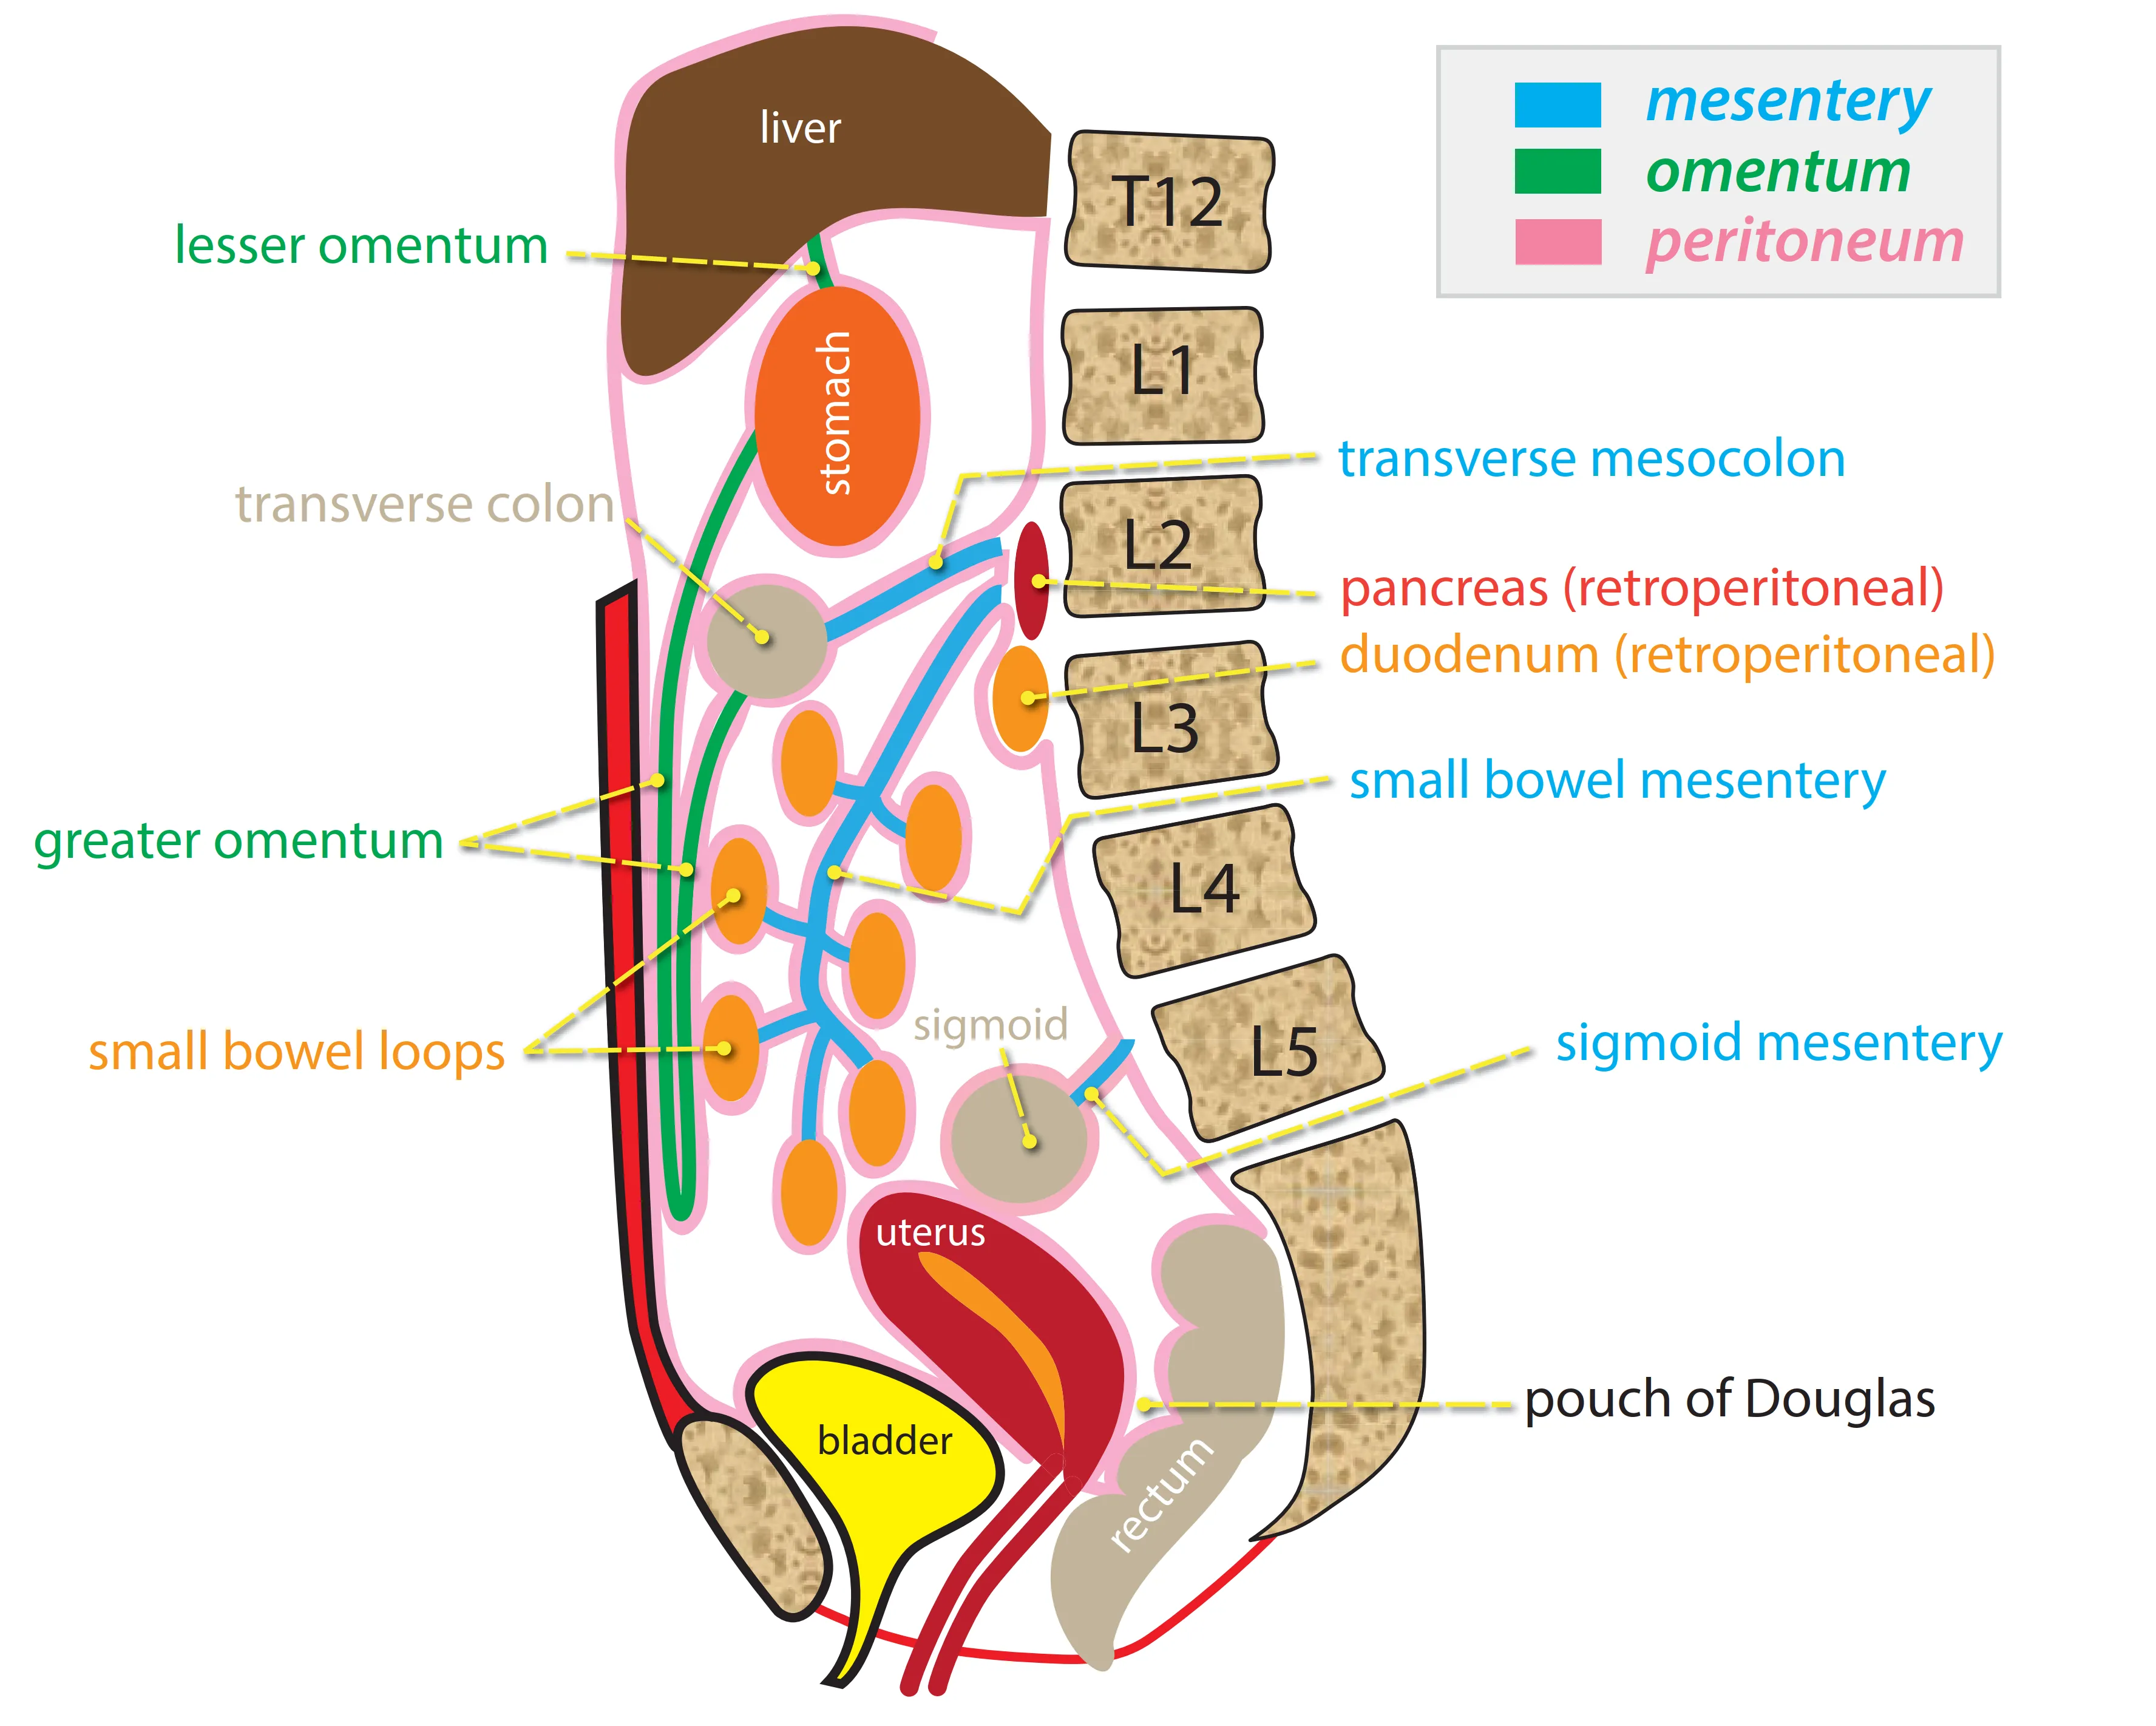 liver
T12
mesentery
omentum
peritoneum
lesser omentum
stomach
L1
transverse mesocolon
transverse colon
L2
pancreas (retroperitoneal)
duodenum (retroperitoneal)
L3
small bowel mesentery
greater omentum
L4
sigmoid
small bowel loops
L5
sigmoid mesentery
uterus
pouch of Douglas
bladder
rectum